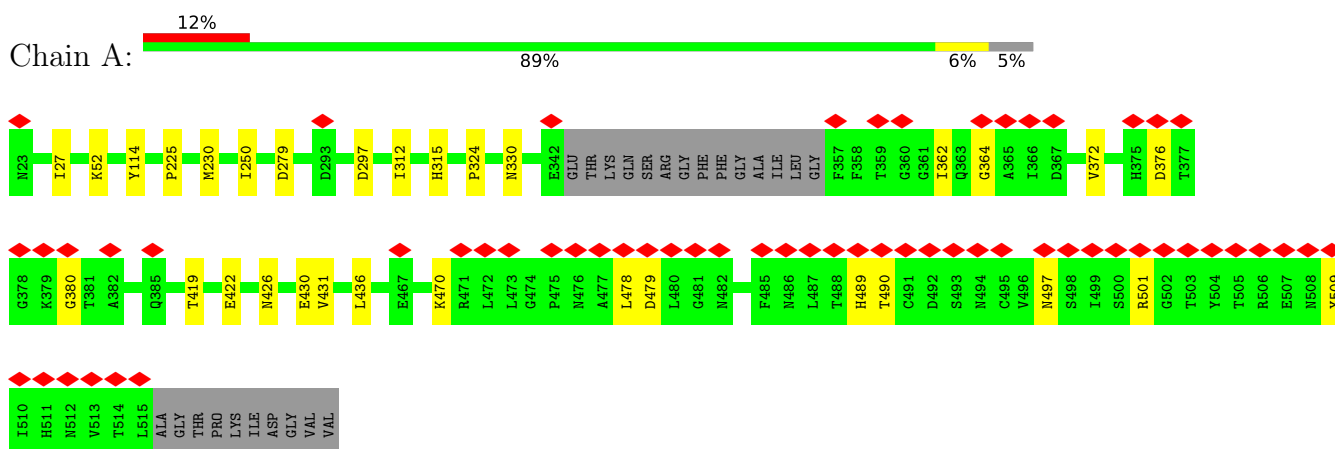 12%
Chain A:
89% 6% 5%
N23 I27 K52 Y114 P225 M230 I250 D279 D293 D297 I312 H315 P324 N330 E342 GLU THR LYS GLN SER ARG GLY PHE PHE GLY ALA ILE LEU GLY F357 F358 T359 G360 G361 I362 Q363 G364 A365 I366 D367 V372 H375 D376 T377
G378 K379 G380 T381 A382 Q385 T419 E422 N426 E430 V431 L436 E467 K470 R471 L472 L473 G474 P475 N476 A477 L478 D479 L480 G481 N482 F485 N486 L487 T488 H489 T490 C491 D492 S493 N494 C495 V496 N497 S498 I499 S500 R501 G502 T503 Y504 T505 R506 E507 N508
I510 H511 N512 V513 T514 L515 ALA GLY THR PRO LYS ILE ASP GLY VAL VAL